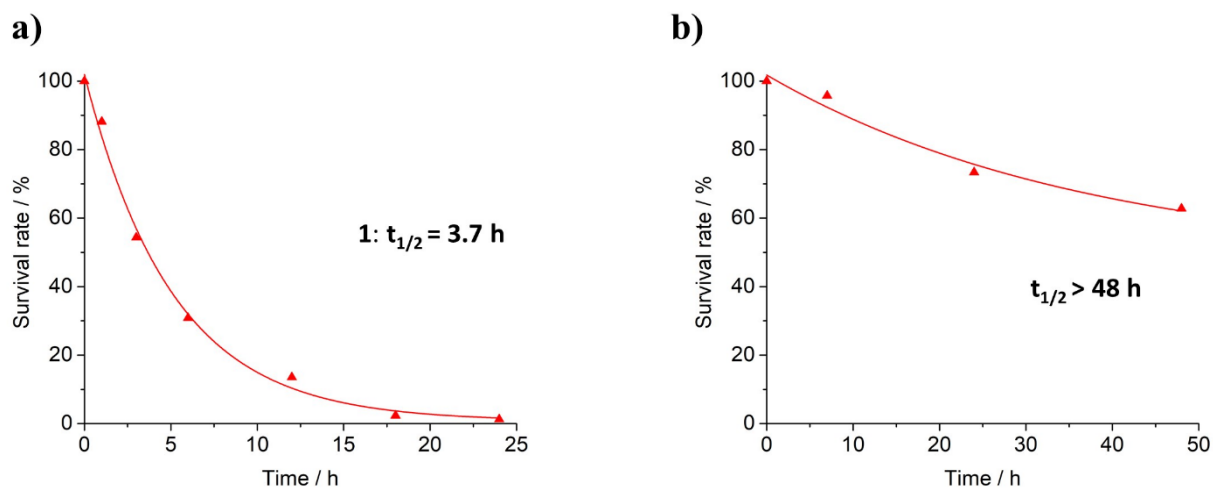 a)
Survival rate / %
100
80
60
40
20
0
0 5 10 15 20 25
Time / h
1: t1/2 = 3.7 h
b)
Survival rate / %
100
80
60
40
20
0
0 10 20 30 40 50
Time / h
t1/2 > 48 h